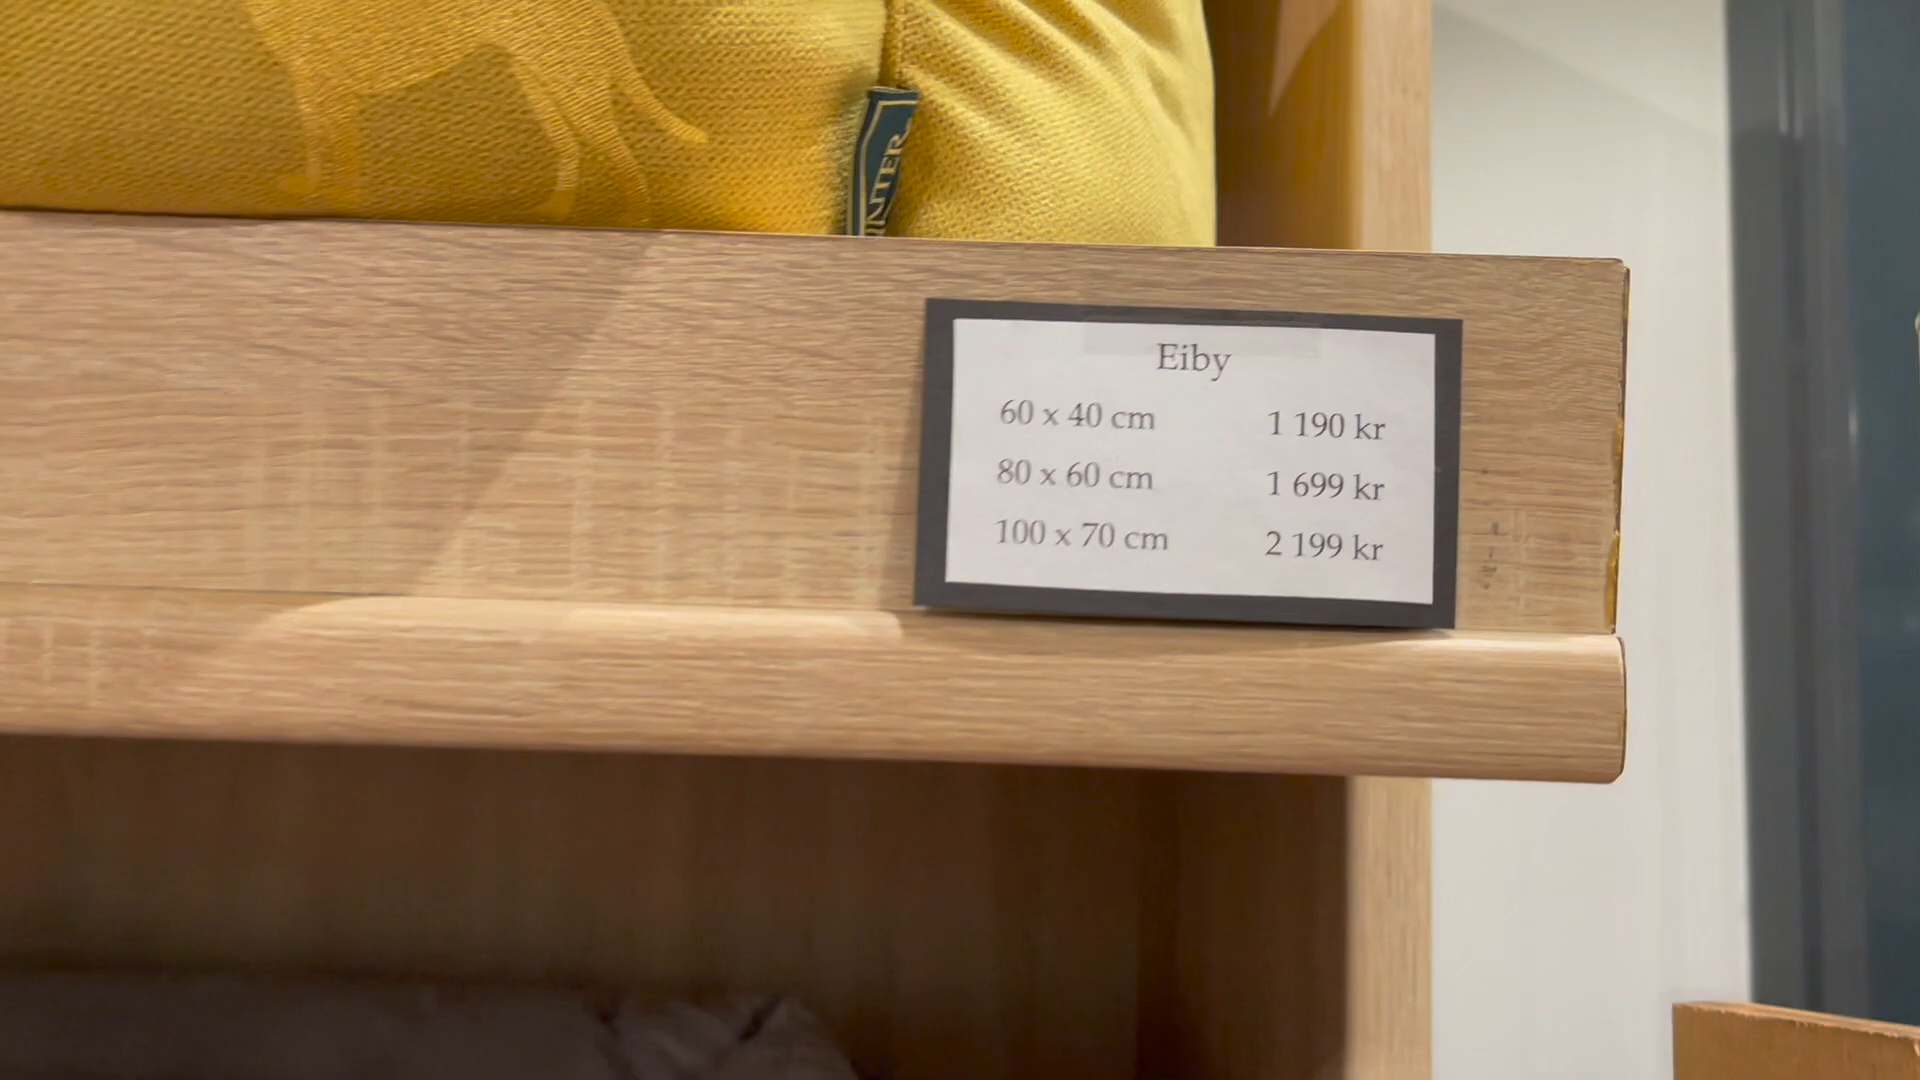 Eiby
60 x 40 cm 1 190 kr
80 x 60 cm 1 699 kr
100 x 70 cm 2 199 kr